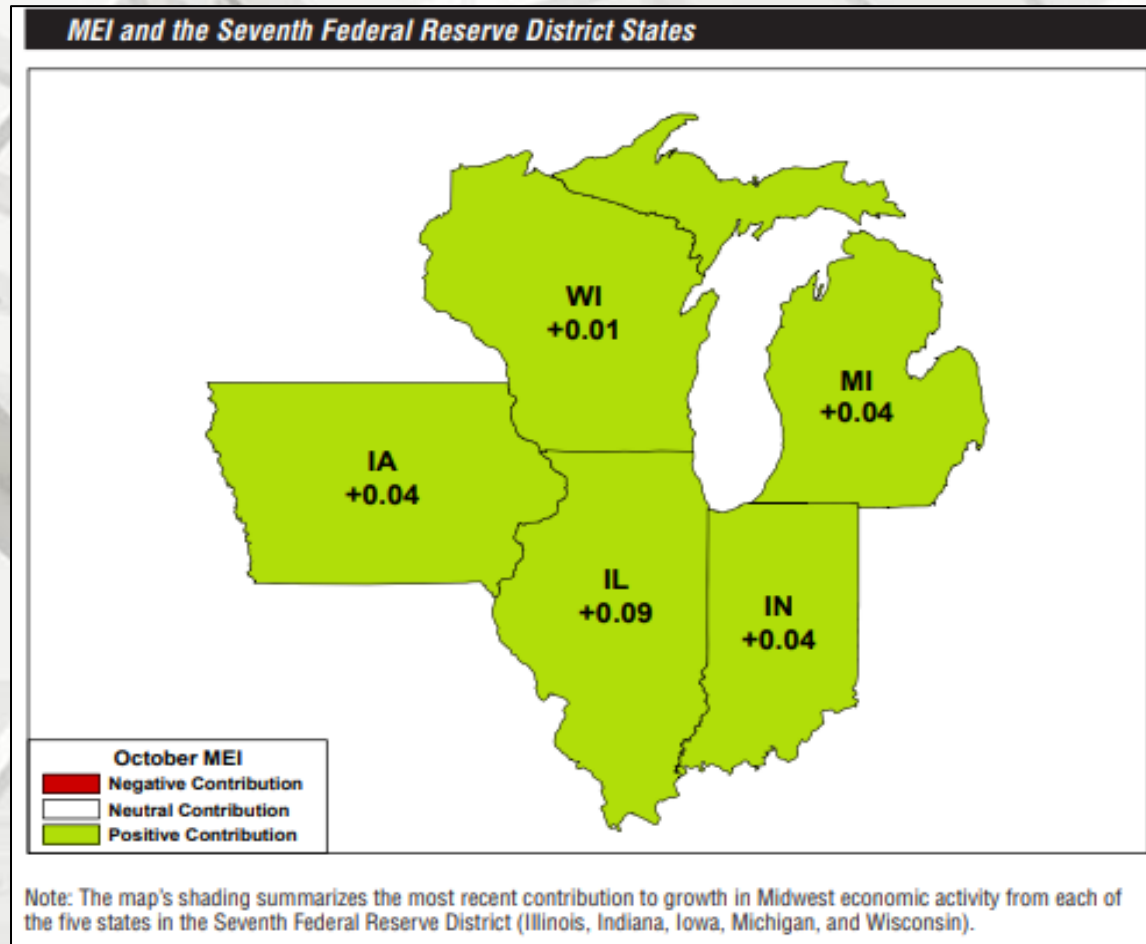 MEI and the Seventh Federal Reserve District States
WI
+0.01
MI
+0.04
IA
+0.04
IL
+0.09
IN
+0.04
October MEI
Negative Contribution
Neutral Contribution
Positive Contribution
Note: The map's shading summarizes the most recent contribution to growth in Midwest economic activity from each of
the five states in the Seventh Federal Reserve District (Illinois, Indiana, Iowa, Michigan, and Wisconsin).